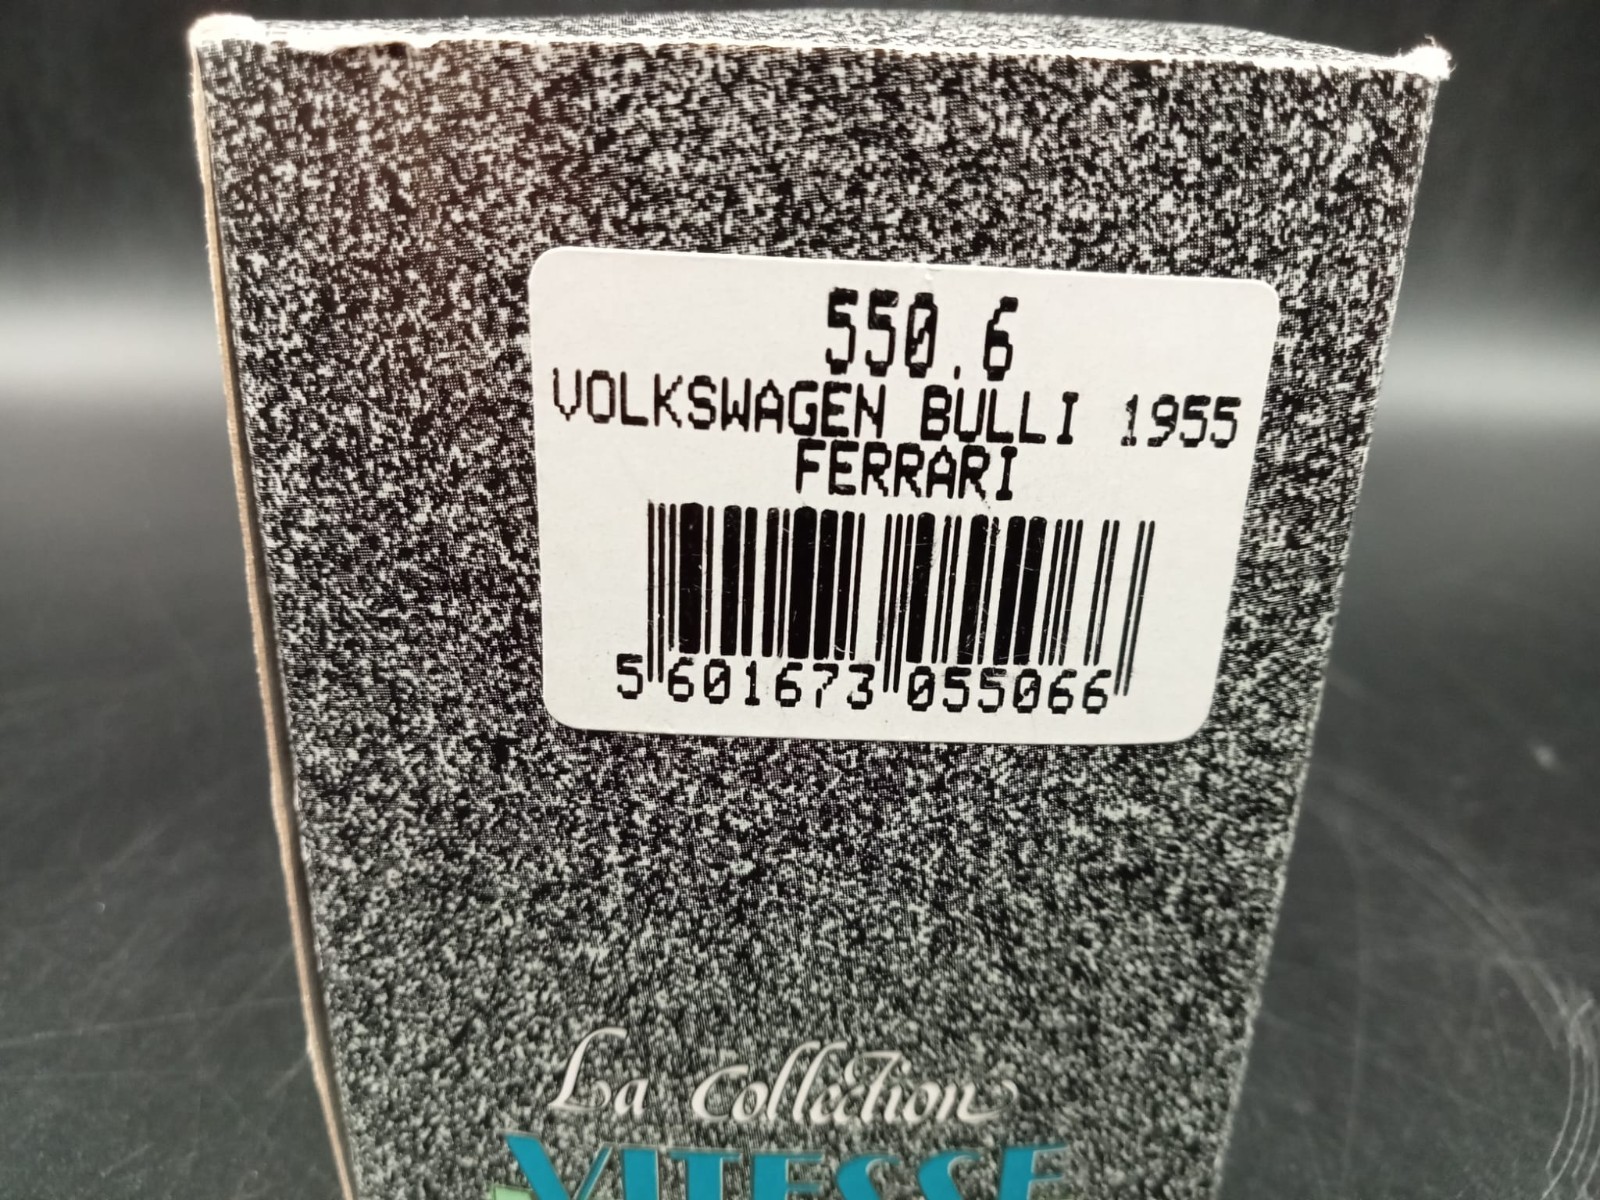 550.6
VOLKSWAGEN BULLI 1955
FERRARI
5 601673 055066
La Collection
VITESSE